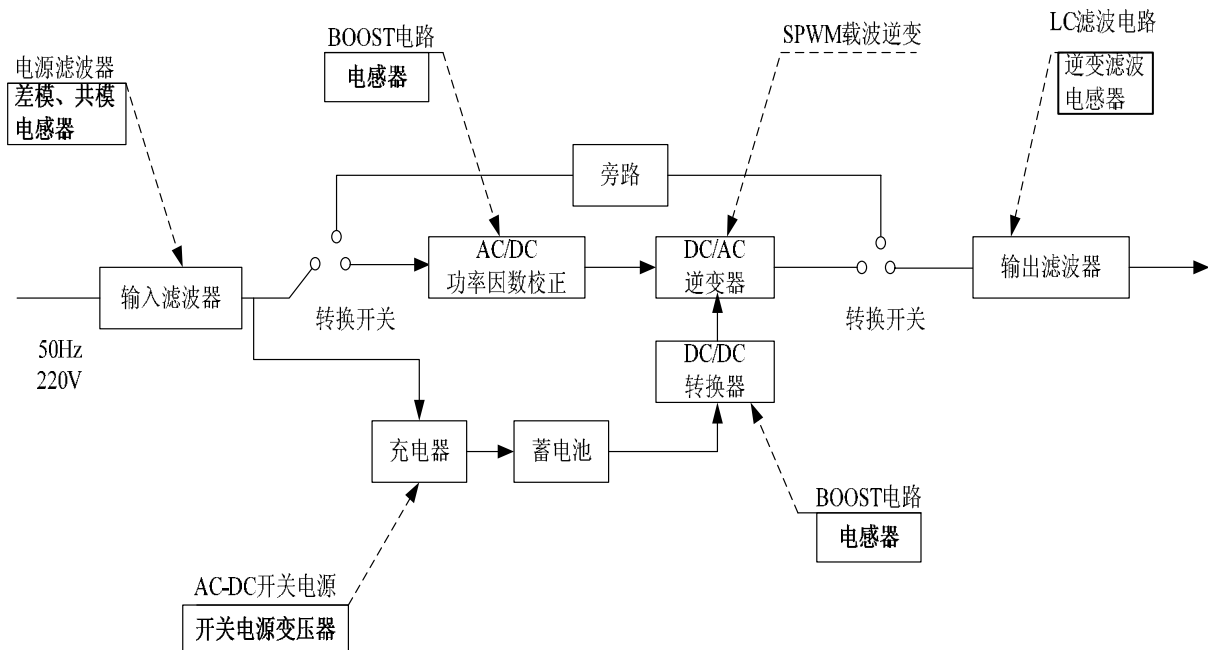 BOOST电路
电感器
SPWM载波逆变
LC滤波电路
逆变滤波
电感器
电源滤波器
差模、共模
电感器
旁路
AC/DC
功率因数校正
DC/AC
逆变器
输入滤波器
输出滤波器
转换开关
转换开关
50Hz
220V
DC/DC
转换器
充电器
蓄电池
BOOST电路
电感器
AC-DC开关电源
开关电源变压器